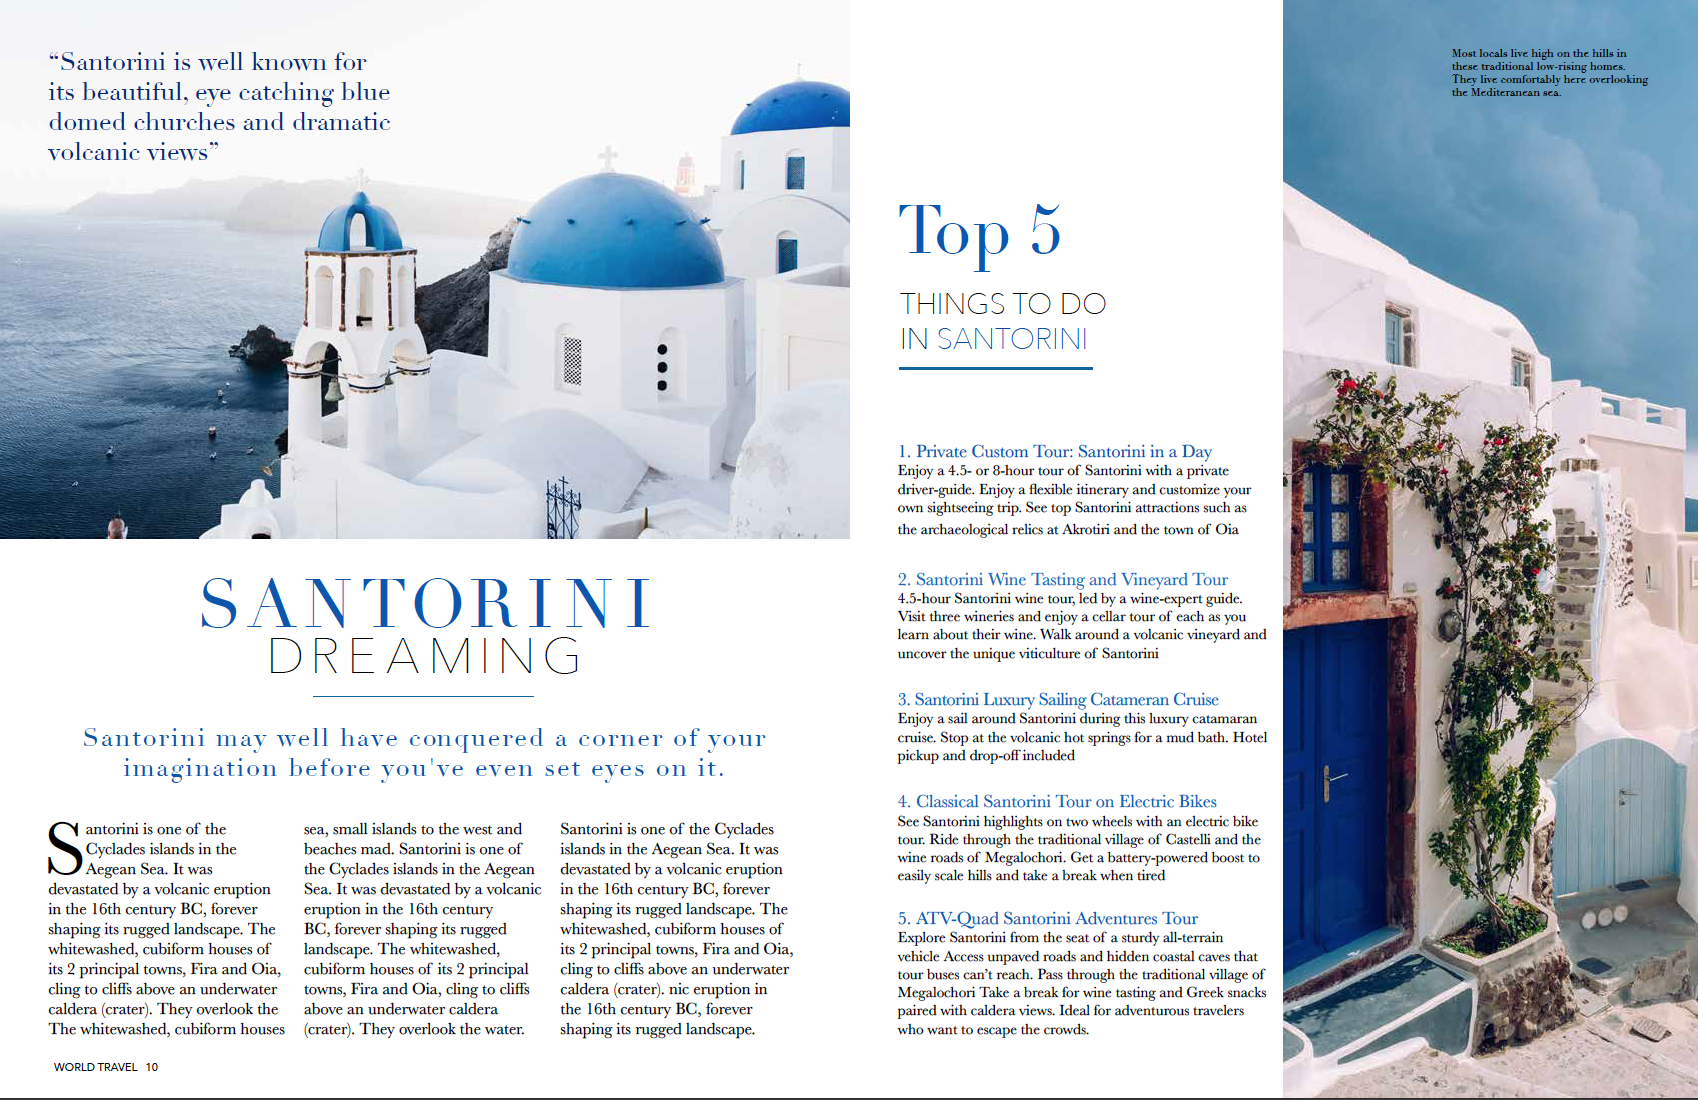 “Santorini is well known for
its beautiful, eye catching blue
domed churches and dramatic
volcanic views”
SANTORINI
DREAMING
Santorini may well have conquered a corner of your
imagination before you've even set eyes on it.
Santorini is one of the
Cyclades islands in the
Aegean Sea. It was
devastated by a volcanic eruption
in the 16th century BC, forever
shaping its rugged landscape. The
whitewashed, cubiform houses of
its 2 principal towns, Fira and Oia,
cling to cliffs above an underwater
caldera (crater). They overlook the
The whitewashed, cubiform houses
sea, small islands to the west and
beaches mad. Santorini is one of
the Cyclades islands in the Aegean
Sea. It was devastated by a volcanic
eruption in the 16th century
BC, forever shaping its rugged
landscape. The whitewashed,
cubiform houses of its 2 principal
towns, Fira and Oia, cling to cliffs
above an underwater caldera
(crater). They overlook the water.
Santorini is one of the Cyclades
islands in the Aegean Sea. It was
devastated by a volcanic eruption
in the 16th century BC, forever
shaping its rugged landscape. The
whitewashed, cubiform houses of
its 2 principal towns, Fira and Oia,
cling to cliffs above an underwater
caldera (crater). nic eruption in
the 16th century BC, forever
shaping its rugged landscape.
WORLD TRAVEL 10
Top 5
THINGS TO DO
IN SANTORINI
1. Private Custom Tour: Santorini in a Day
Enjoy a 4.5- or 8-hour tour of Santorini with a private
driver-guide. Enjoy a flexible itinerary and customize your
own sightseeing trip. See top Santorini attractions such as
the archaeological relics at Akrotiri and the town of Oia
2. Santorini Wine Tasting and Vineyard Tour
4.5-hour Santorini wine tour, led by a wine-expert guide.
Visit three wineries and enjoy a cellar tour of each as you
learn about their wine. Walk around a volcanic vineyard and
uncover the unique viticulture of Santorini
3. Santorini Luxury Sailing Catameran Cruise
Enjoy a sail around Santorini during this luxury catamaran
cruise. Stop at the volcanic hot springs for a mud bath. Hotel
pickup and drop-off included
4. Classical Santorini Tour on Electric Bikes
See Santorini highlights on two wheels with an electric bike
tour. Ride through the traditional village of Castelli and the
wine roads of Megalochori. Get a battery-powered boost to
easily scale hills and take a break when tired
5. ATV-Quad Santorini Adventures Tour
Explore Santorini from the seat of a sturdy all-terrain
vehicle Access unpaved roads and hidden coastal caves that
tour buses can’t reach. Pass through the traditional village of
Megalochori Take a break for wine tasting and Greek snacks
paired with caldera views. Ideal for adventurous travelers
who want to escape the crowds.
Most locals live high on the hills in
these traditional low-rising homes.
They live comfortably here overlooking
the Mediteranean sea.